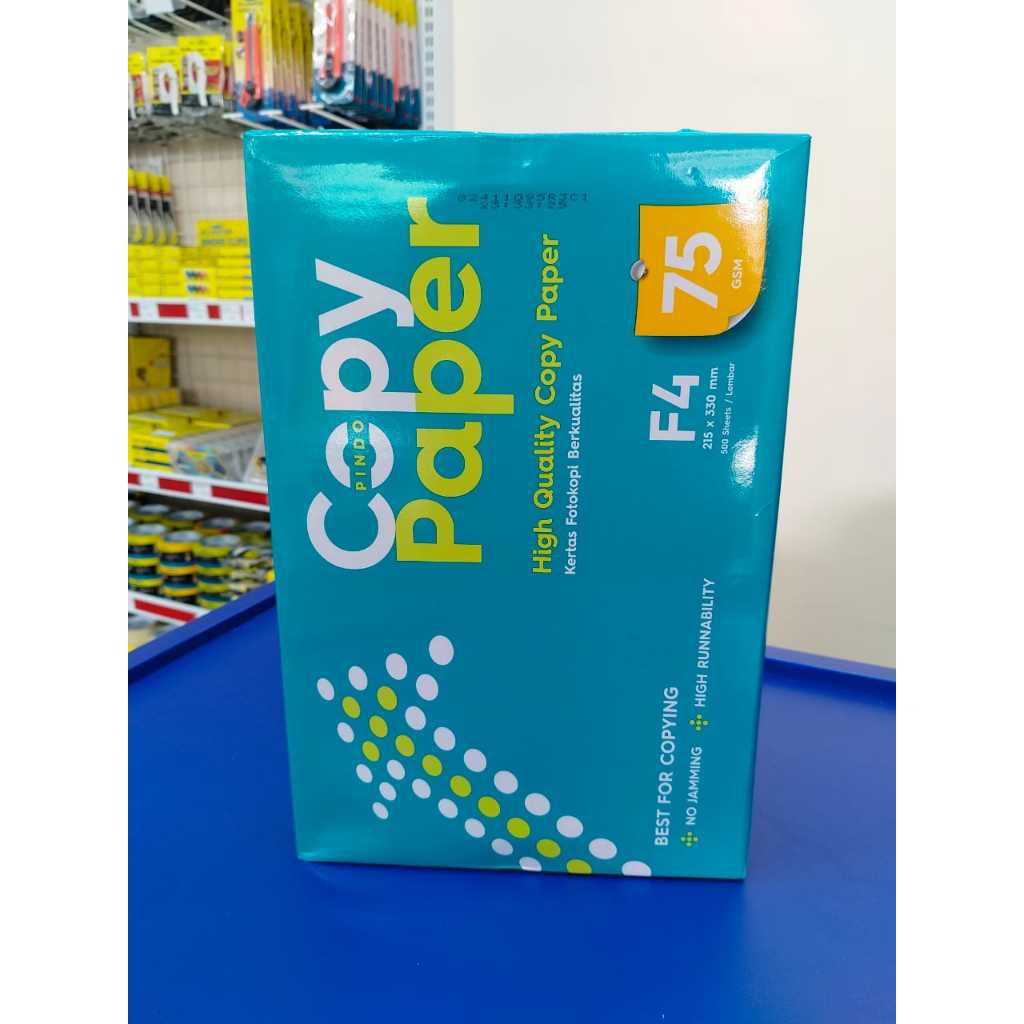 Copy
PINDO
Paper
High Quality Copy Paper
Kertas Fotokopi Berkualitas
75
GSM
F4
215 x 330 mm
500 Sheets / Lembar
BEST FOR COPYING
NO JAMMING
HIGH RUNNABILITY